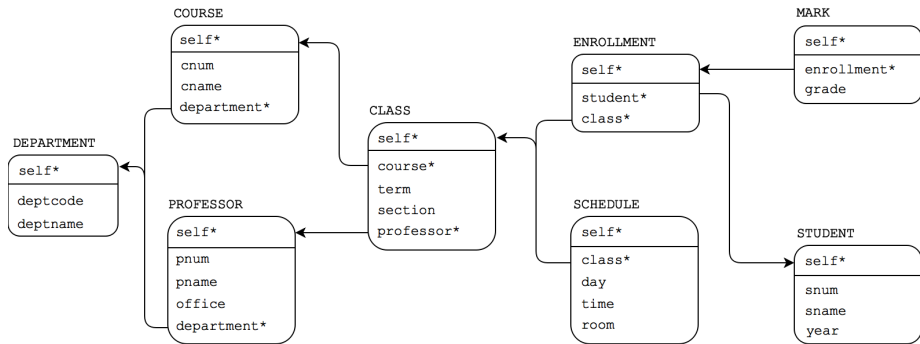 COURSE
self*
cnum
cname
department*
DEPARTMENT
self*
deptcode
deptname
PROFESSOR
self*
pnum
pname
office
department*
CLASS
self*
course*
term
section
professor*
ENROLLMENT
self*
student*
class*
SCHEDULE
self*
class*
day
time
room
MARK
self*
enrollment*
grade
STUDENT
self*
snum
sname
year